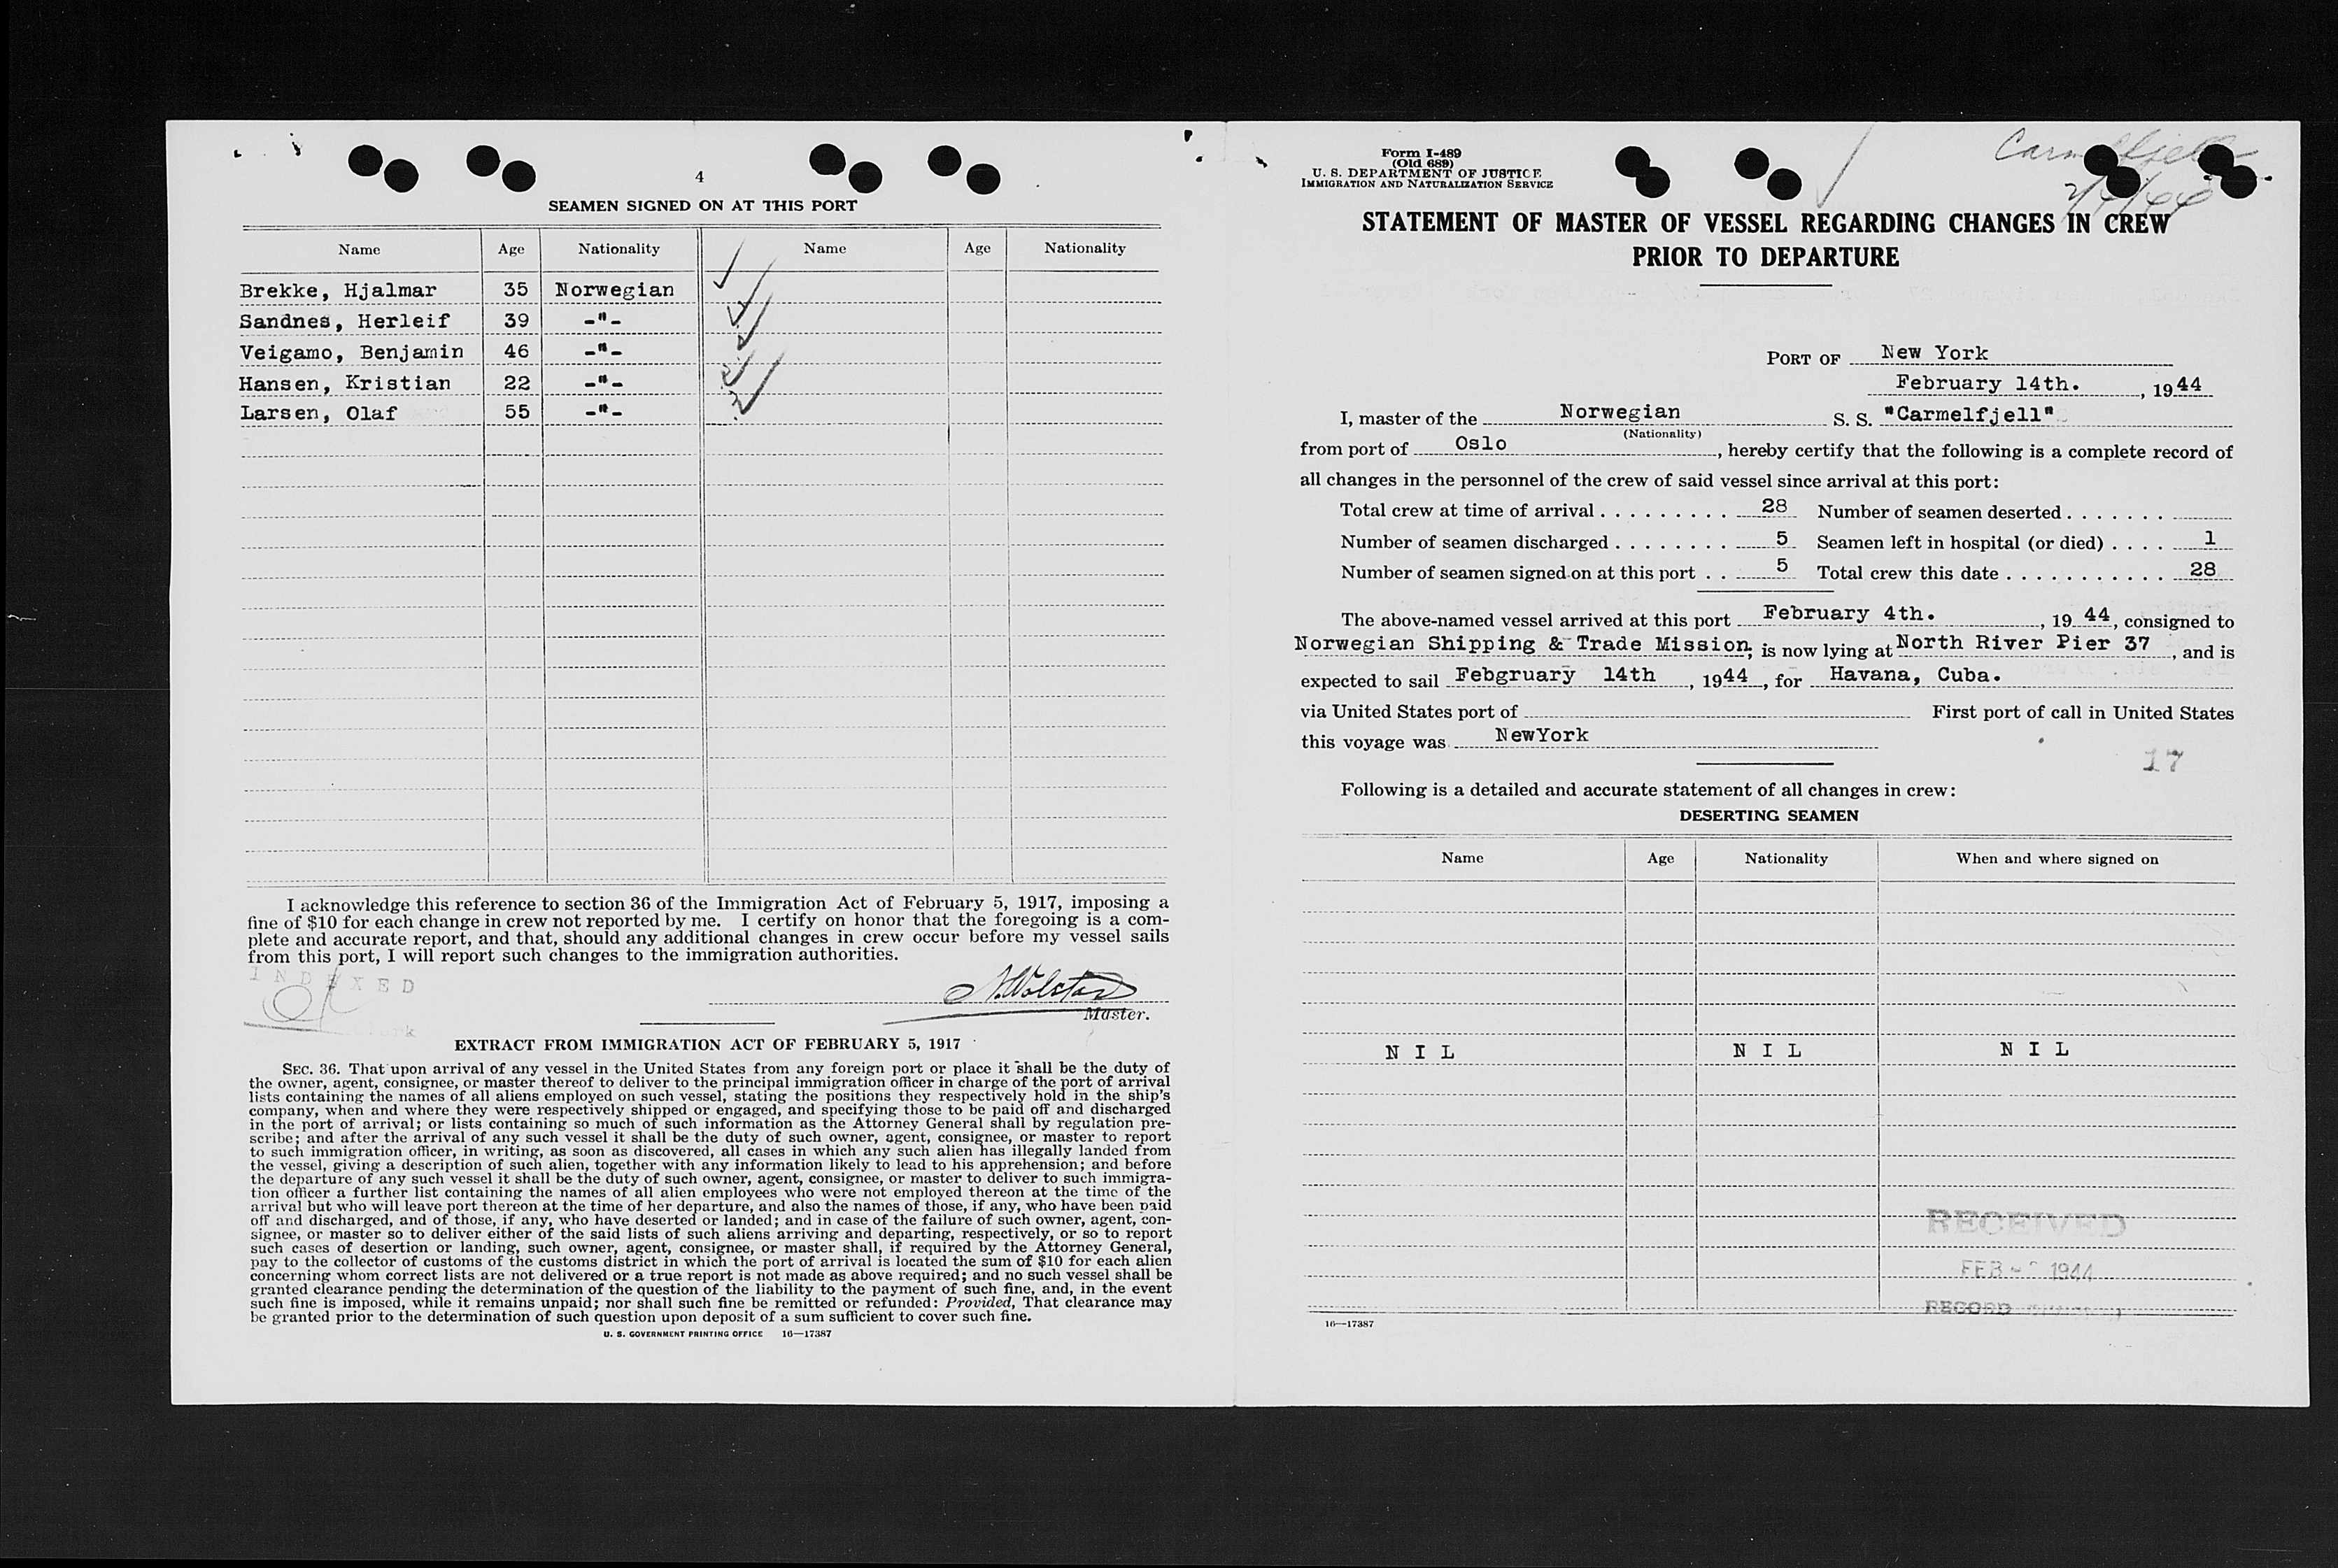 4
SEAMEN SIGNED ON AT THIS PORT
Name Age Nationality Name Age Nationality
Brekke, Hjalmar 35 Norwegian
Sandnes, Herleif 39 -"-
Veigamo, Benjamin 46 -"-
Hansen, Kristian 22 -"-
Larsen, Olaf 55 -"-
I acknowledge this reference to section 36 of the Immigration Act of February 5, 1917, imposing a
fine of $10 for each change in crew not reported by me. I certify on honor that the foregoing is a com-
plete and accurate report, and that, should any additional changes in crew occur before my vessel sails
from this port, I will report such changes to the immigration authorities.
INDEXED
Master.
EXTRACT FROM IMMIGRATION ACT OF FEBRUARY 5, 1917
SEC. 36. That upon arrival of any vessel in the United States from any foreign port or place it shall be the duty of
the owner, agent, consignee, or master thereof to deliver to the principal immigration officer in charge of the port of arrival
lists containing the names of all aliens employed on such vessel, stating the positions they respectively hold in the ship's
company, when and where they were respectively shipped or engaged, and specifying those to be paid off and discharged
in the port of arrival; or lists containing so much of such information as the Attorney General shall by regulation pre-
scribe; and after the arrival of any such vessel it shall be the duty of such owner, agent, consignee, or master to report
to such immigration officer, in writing, as soon as discovered, all cases in which any such alien has illegally landed from
the vessel, giving a description of such alien, together with any information likely to lead to his apprehension; and before
the departure of any such vessel it shall be the duty of such owner, agent, consignee, or master to deliver to such immigra-
tion officer a further list containing the names of all alien employees who were not employed thereon at the time of the
arrival but who will leave port thereon at the time of her departure, and also the names of those, if any, who have been paid
off and discharged, and of those, if any, who have deserted or landed; and in case of the failure of such owner, agent, con-
signee, or master so to deliver either of the said lists of such aliens arriving and departing, respectively, or so to report
such cases of desertion or landing, such owner, agent, consignee, or master shall, if required by the Attorney General,
pay to the collector of customs of the customs district in which the port of arrival is located the sum of $10 for each alien
concerning whom correct lists are not delivered or a true report is not made as above required; and no such vessel shall be
granted clearance pending the determination of the question of the liability to the payment of such fine, and, in the event
such fine is imposed, while it remains unpaid; nor shall such fine be remitted or refunded: Provided, That clearance may
be granted prior to the determination of such question upon deposit of a sum sufficient to cover such fine.
U. S. GOVERNMENT PRINTING OFFICE 16—17387
Form I-489
(Old 689)
U. S. DEPARTMENT OF JUSTICE
IMMIGRATION AND NATURALIZATION SERVICE
Carmelfjell
STATEMENT OF MASTER OF VESSEL REGARDING CHANGES IN CREW
PRIOR TO DEPARTURE
PORT OF New York
February 14th., 1944
I, master of the Norwegian S. S. "Carmelfjell"
(Nationality)
from port of Oslo, hereby certify that the following is a complete record of
all changes in the personnel of the crew of said vessel since arrival at this port:
Total crew at time of arrival . . . . . . . . . 28 Number of seamen deserted . . . . . . .
Number of seamen discharged . . . . . . . . 5 Seamen left in hospital (or died) . . . . 1
Number of seamen signed on at this port . . 5 Total crew this date . . . . . . . . . . . . 28
The above-named vessel arrived at this port February 4th., 1944, consigned to
Norwegian Shipping & Trade Mission, is now lying at North River Pier 37, and is
expected to sail Febgruary 14th, 1944, for Havana, Cuba.
via United States port of First port of call in United States
this voyage was NewYork
17
Following is a detailed and accurate statement of all changes in crew:
DESERTING SEAMEN
Name Age Nationality When and where signed on
N I L N I L N I L
RECEIVED
FEB 1944
RECORD
16—17387